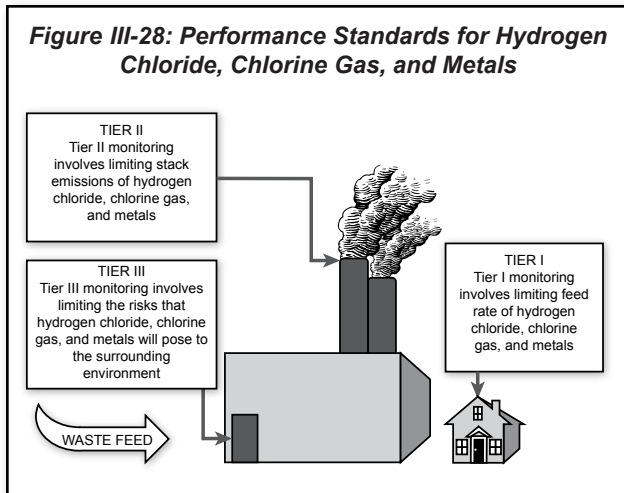 Figure III-28: Performance Standards for Hydrogen
Chloride, Chlorine Gas, and Metals
TIER II
Tier II monitoring
involves limiting stack
emissions of hydrogen
chloride, chlorine gas,
and metals
TIER III
Tier III monitoring involves
limiting the risks that
hydrogen chloride, chlorine
gas, and metals will pose to
the surrounding
environment
TIER I
Tier I monitoring
involves limiting feed
rate of hydrogen
chloride, chlorine
gas, and metals
WASTE FEED